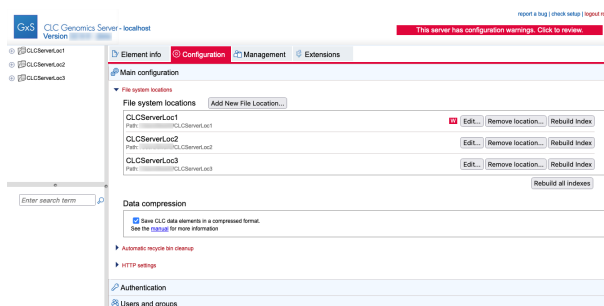 report a bug | check setup | logout r
GxS
CLC Genomics Server - localhost
Version
This server has configuration warnings. Click to review.
CLCServerLoc1
CLCServerLoc2
CLCServerLoc3
Enter search term
Element info
Configuration
Management
Extensions
Main configuration
File system locations
File system locations
Add New File Location...
CLCServerLoc1
W
Edit...
Remove location...
Rebuild Index
Path: /CLCServerLoc1
CLCServerLoc2
Edit...
Remove location...
Rebuild Index
Path: /CLCServerLoc2
CLCServerLoc3
Edit...
Remove location...
Rebuild Index
Path: /CLCServerLoc3
Rebuild all indexes
Data compression
Save CLC data elements in a compressed format.
See the manual for more information
Automatic recycle bin cleanup
HTTP settings
Authentication
Users and groups